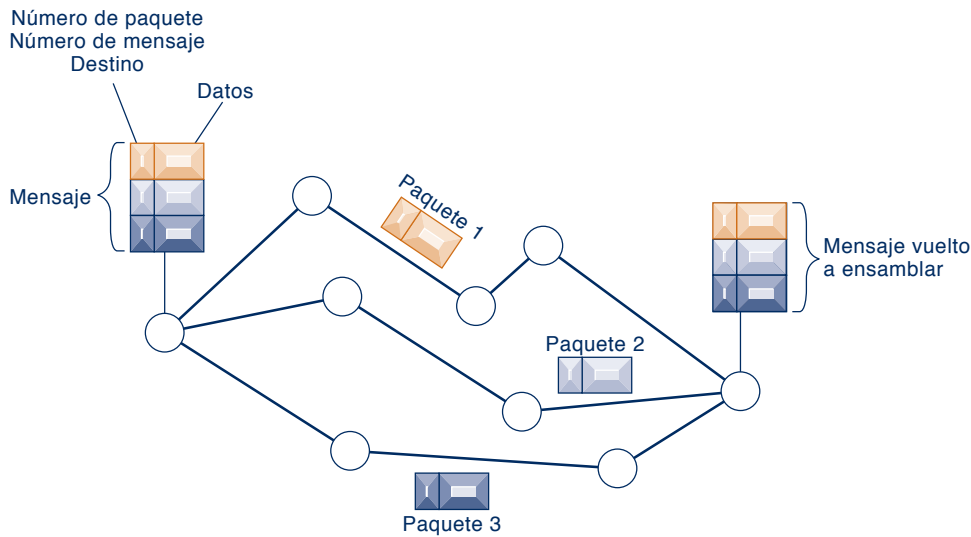 Número de paquete
Número de mensaje
Destino
Datos
Mensaje
Paquete 1
Mensaje vuelto
a ensamblar
Paquete 2
Paquete 3